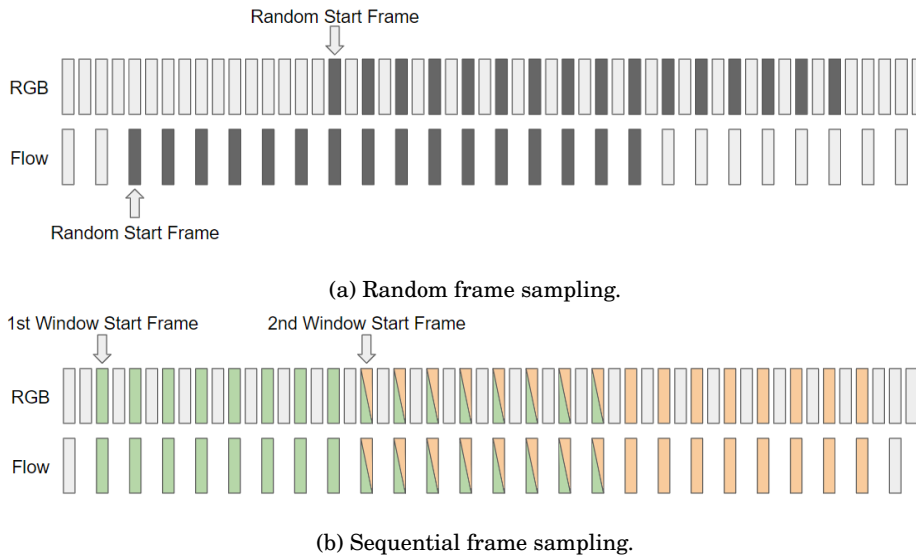 Random Start Frame
RGB
Flow
Random Start Frame
(a) Random frame sampling.
1st Window Start Frame 2nd Window Start Frame
RGB
Flow
(b) Sequential frame sampling.